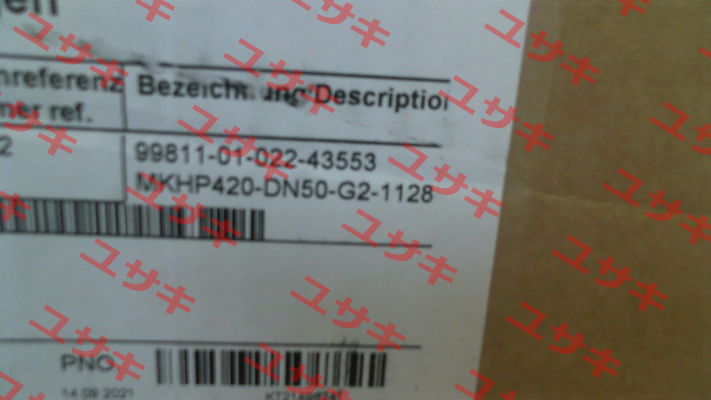 ユサキ
Bezeichnung/Description
mer ref.
2
99811-01-022-43553
MKHP420-DN50-G2-1128
PNG
14.09.2021